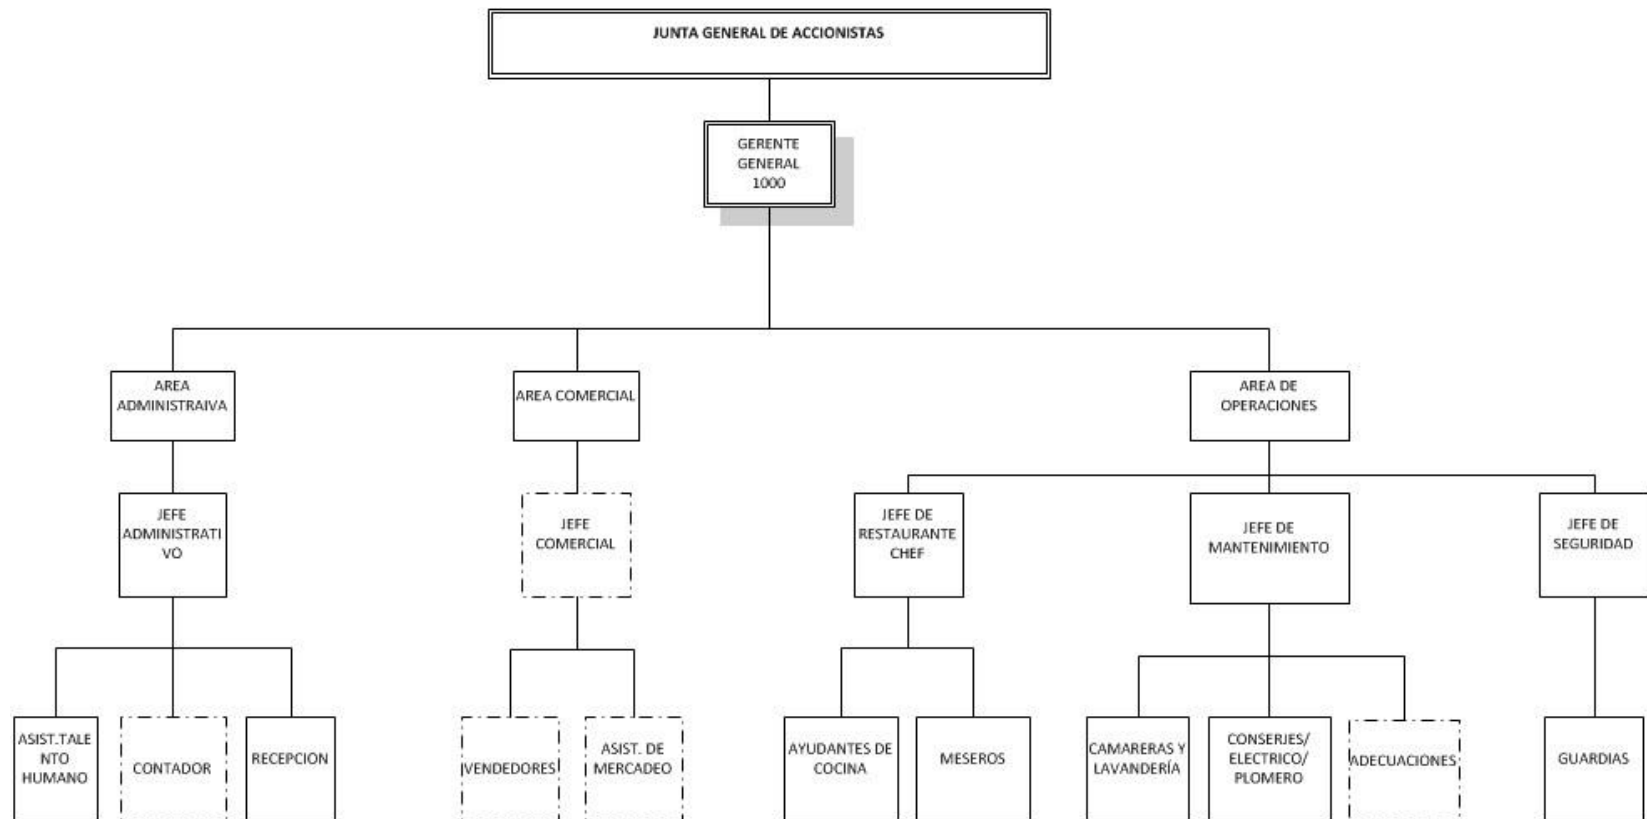 JUNTA GENERAL DE ACCIONISTAS
GERENTE
GENERAL
1000
AREA
ADMINISTRAIVA
AREA COMERCIAL
AREA DE
OPERACIONES
JEFE
ADMINISTRATI
VO
JEFE
COMERCIAL
JEFE DE
RESTAURANTE
CHEF
JEFE DE
MANTENIMIENTO
JEFE DE
SEGURIDAD
ASIST.TALE
NTO
HUMANO
CONTADOR
RECEPCION
VENDEDORES
ASIST. DE
MERCADEO
AYUDANTES DE
COCINA
MESEROS
CAMARERAS Y
LAVANDERÍA
CONSERJES/
ELECTRICO/
PLOMERO
ADECUACIONES
GUARDIAS